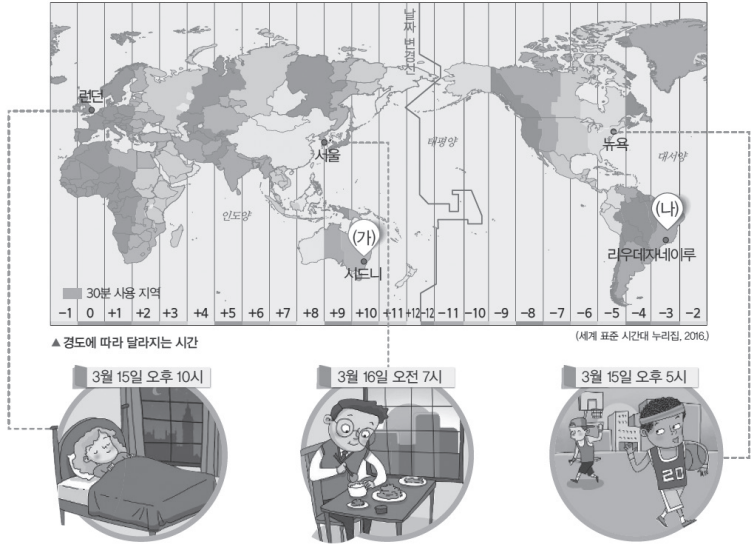 날짜 변경선
런던
서울
태평양
뉴욕
대서양
인도양
(가)
시드니
(나)
리우데자네이루
30분 사용 지역
-1 0 +1 +2 +3 +4 +5 +6 +7 +8 +9 +10 +11 +12 -12 -11 -10 -9 -8 -7 -6 -5 -4 -3 -2
▲ 경도에 따라 달라지는 시간
(세계 표준 시간대 누리집, 2016.)
3월 15일 오후 10시
3월 16일 오전 7시
3월 15일 오후 5시
20